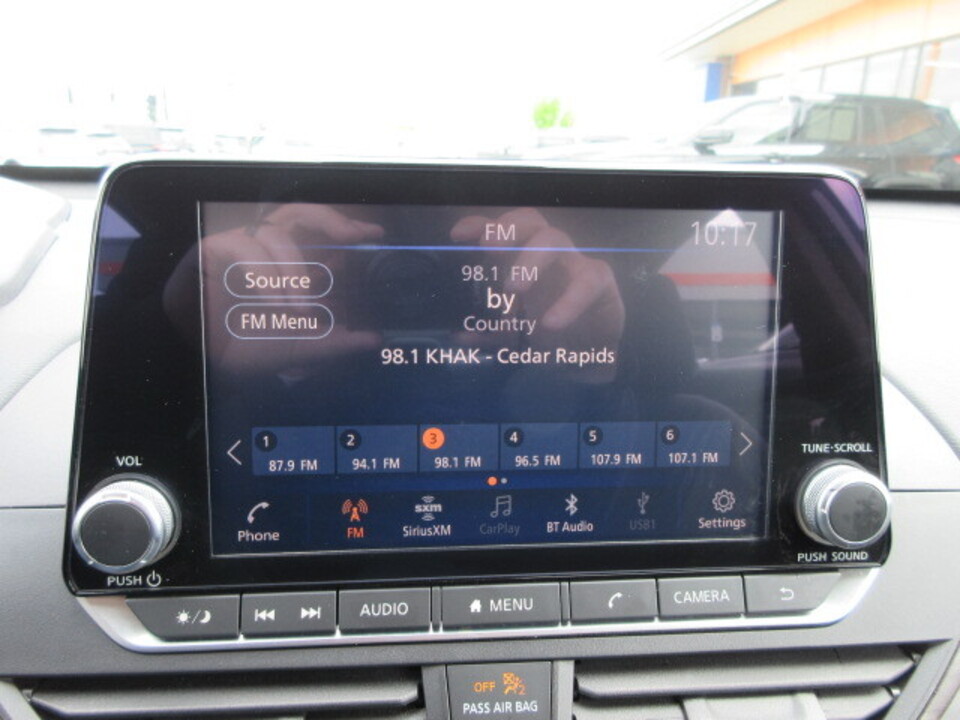 FM
10:17
Source
98.1 FM
by
FM Menu
Country
98.1 KHAK - Cedar Rapids
1 2 3 4 5 6
87.9 FM 94.1 FM 98.1 FM 96.5 FM 107.9 FM 107.1 FM
VOL
TUNE·SCROLL
Phone FM sxm SiriusXM CarPlay BT Audio USB1 Settings
PUSH
PUSH SOUND
AUDIO MENU CAMERA
OFF 2
PASS AIR BAG